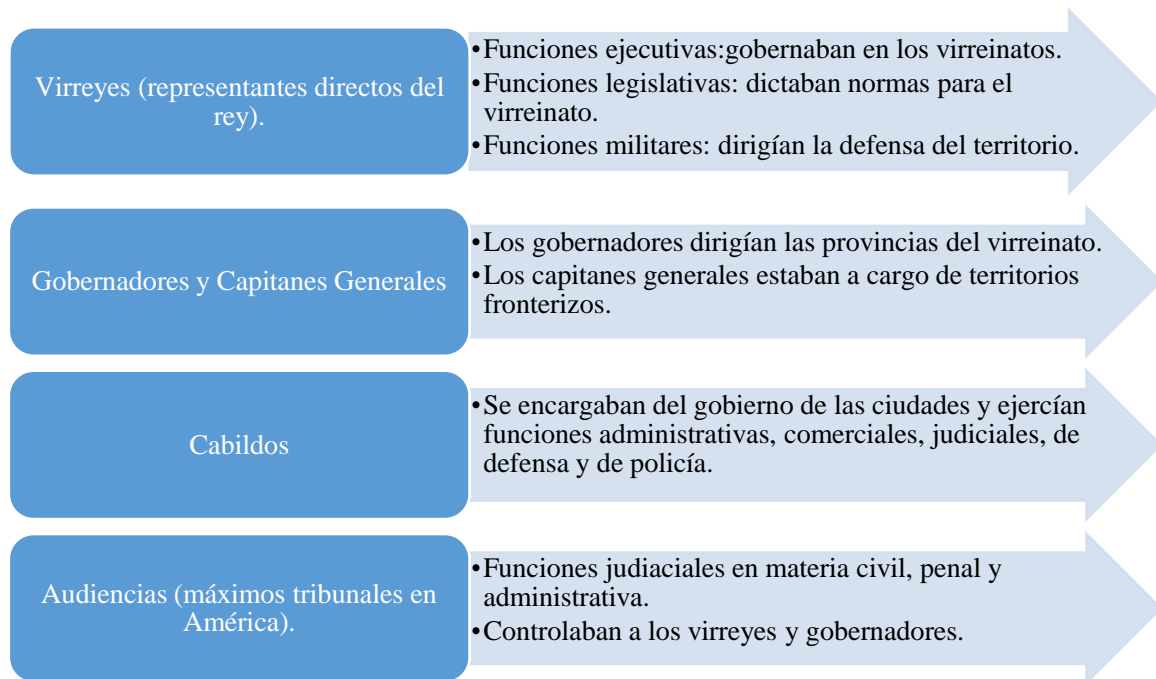 Virreyes (representantes directos del
rey).
•Funciones ejecutivas:gobernaban en los virreinatos.
•Funciones legislativas: dictaban normas para el
virreinato.
•Funciones militares: dirigían la defensa del territorio.
Gobernadores y Capitanes Generales
•Los gobernadores dirigían las provincias del virreinato.
•Los capitanes generales estaban a cargo de territorios
fronterizos.
Cabildos
•Se encargaban del gobierno de las ciudades y ejercían
funciones administrativas, comerciales, judiciales, de
defensa y de policía.
Audiencias (máximos tribunales en
América).
•Funciones judiaciales en materia civil, penal y
administrativa.
•Controlaban a los virreyes y gobernadores.